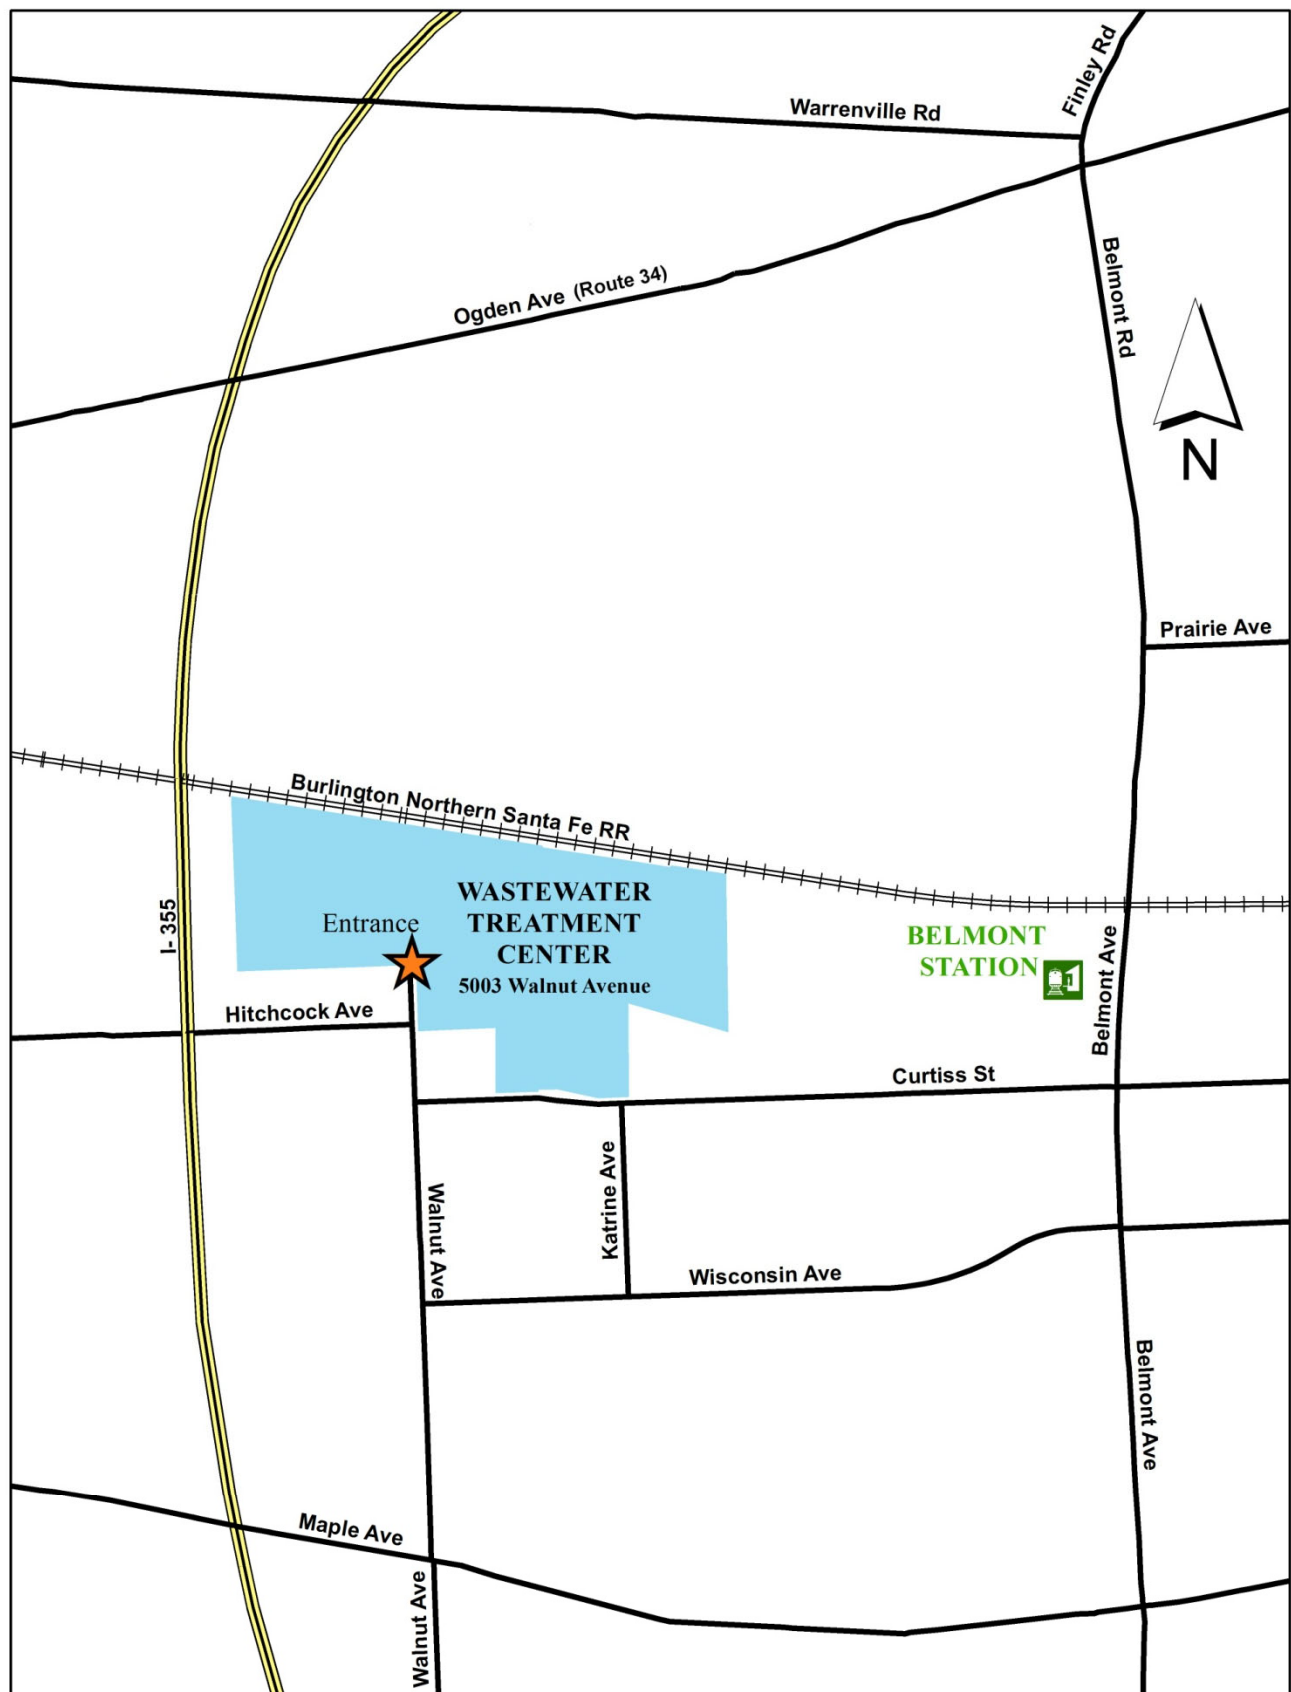 Finley Rd
Warrenville Rd
Belmont Rd
Ogden Ave (Route 34)
N
Prairie Ave
Burlington Northern Santa Fe RR
WASTEWATER
TREATMENT
CENTER
5003 Walnut Avenue
Entrance
I-355
BELMONT
STATION
Belmont Ave
Hitchcock Ave
Curtiss St
Katrine Ave
Walnut Ave
Wisconsin Ave
Belmont Ave
Maple Ave
Walnut Ave